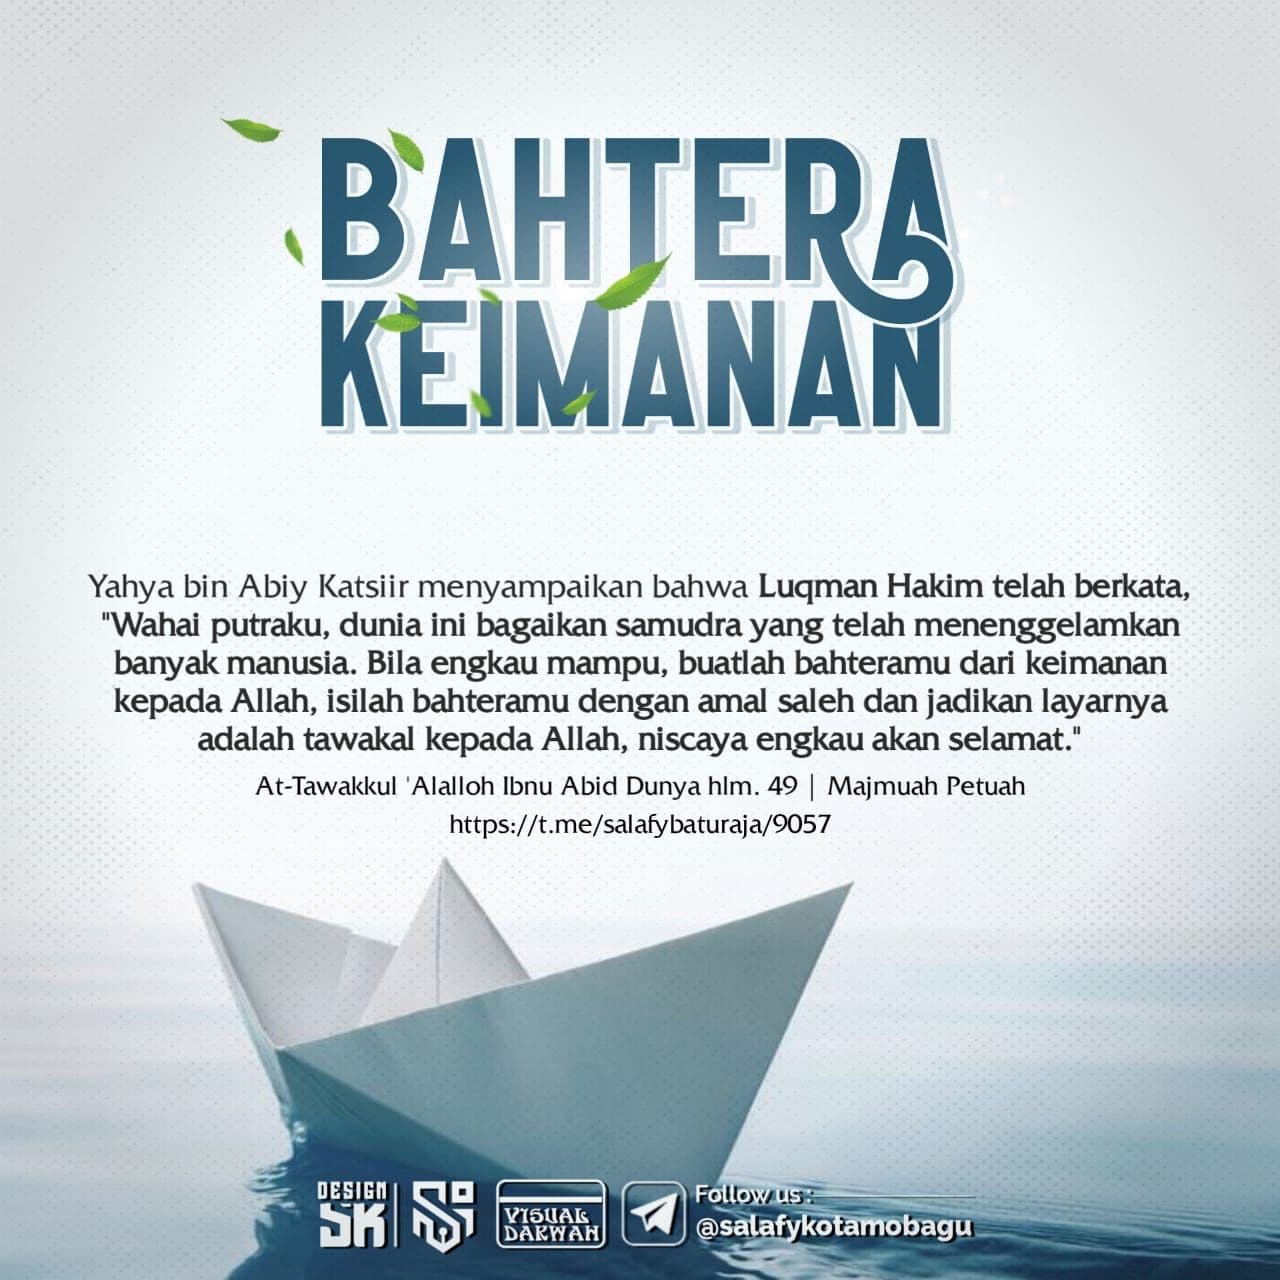 BAHTERA
KEIMANAN
Yahya bin Abiy Katsiir menyampaikan bahwa Luqman Hakim telah berkata,
"Wahai putraku, dunia ini bagaikan samudra yang telah menenggelamkan
banyak manusia. Bila engkau mampu, buatlah bahteramu dari keimanan
kepada Allah, isilah bahteramu dengan amal saleh dan jadikan layarnya
adalah tawakal kepada Allah, niscaya engkau akan selamat."
At-Tawakkul 'Alalloh Ibnu Abid Dunya hlm. 49 | Majmuah Petuah
https://t.me/salafybaturaja/9057
DESIGN
SK
VISUAL
DAKWAH
Follow us :
@salafykotamobagu